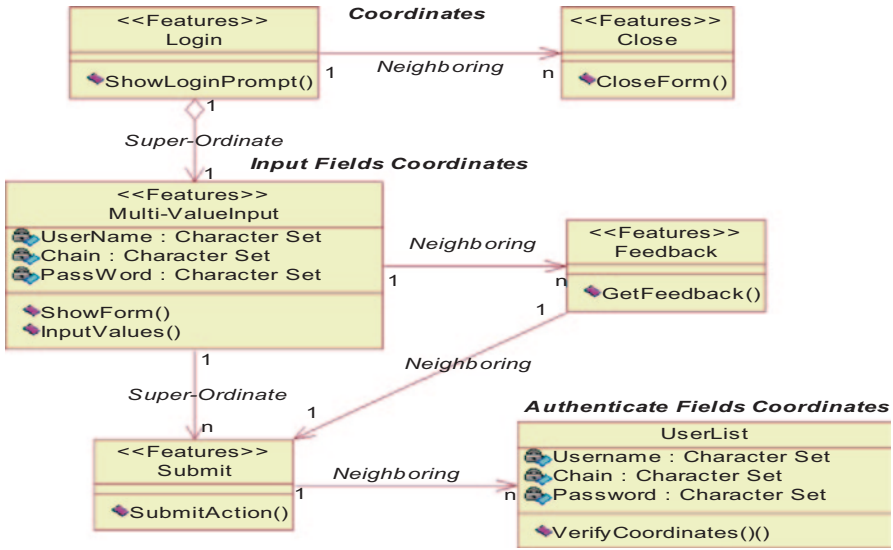 Coordinates
<<Features>>
Login
ShowLoginPrompt()
1
Neighboring
n
<<Features>>
Close
CloseForm()
1
Super-Ordinate
1
Input Fields Coordinates
<<Features>>
Multi-ValueInput
UserName : Character Set
Chain : Character Set
PassWord : Character Set
ShowForm()
InputValues()
Neighboring
1
n
<<Features>>
Feedback
GetFeedback()
1
Neighboring
1
1
Super-Ordinate
n
<<Features>>
Submit
SubmitAction()
Neighboring
1
n
Authenticate Fields Coordinates
UserList
Username : Character Set
Chain : Character Set
Password : Character Set
VerifyCoordinates()()